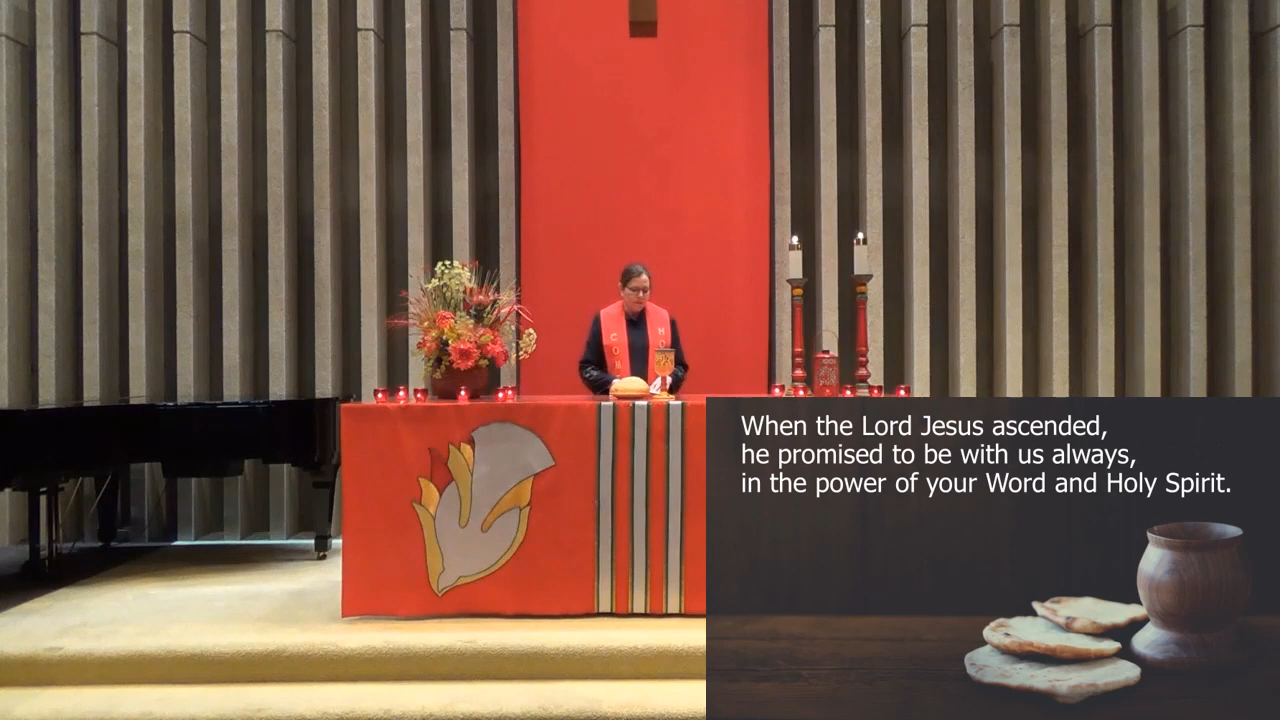 When the Lord Jesus ascended,
he promised to be with us always,
in the power of your Word and Holy Spirit.